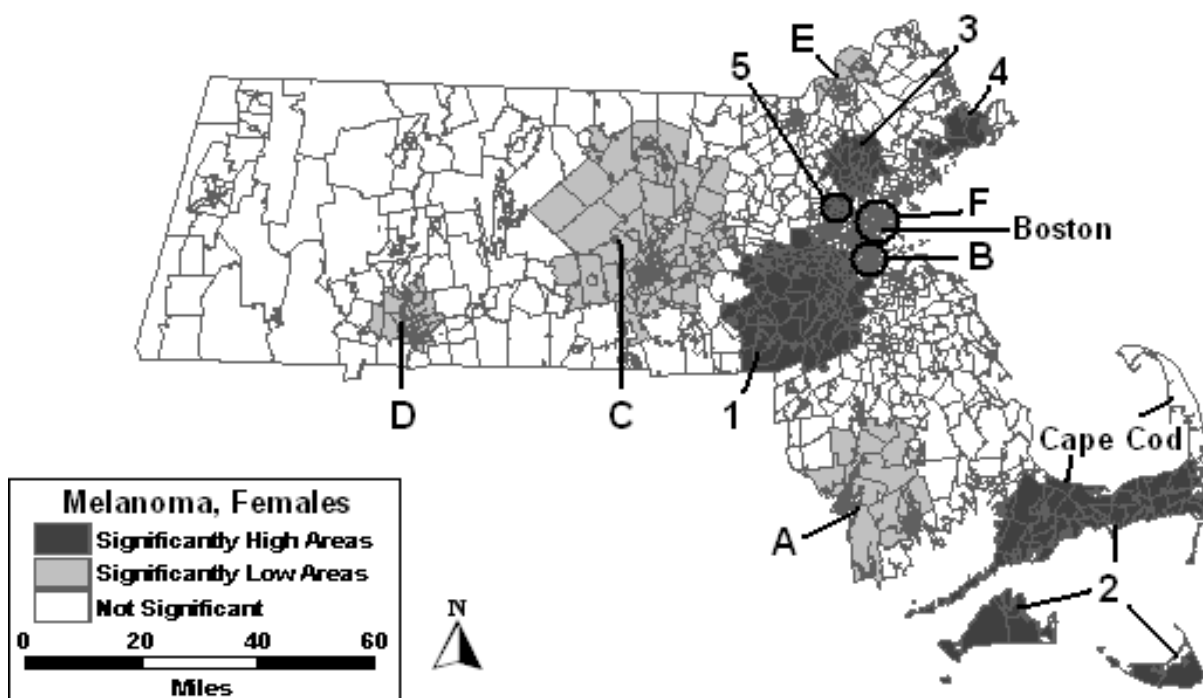 3
E
5
4
F
Boston
B
D
C
1
Cape Cod
A
2
Melanoma, Females
Significantly High Areas
Significantly Low Areas
Not Significant
0 20 40 60
Miles
N